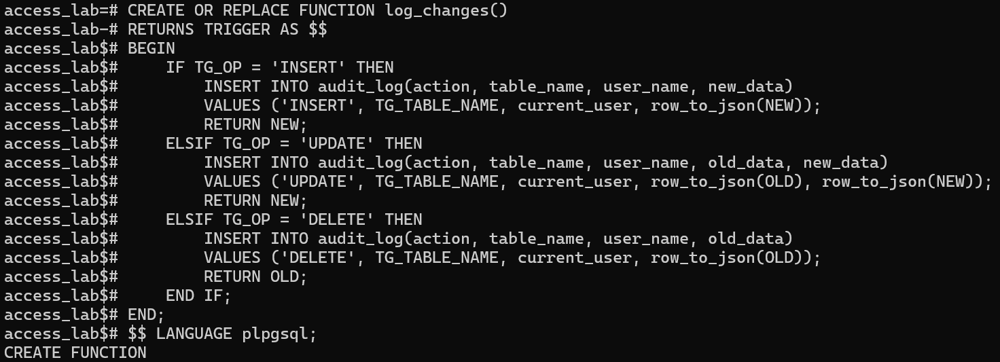 access_lab=# CREATE OR REPLACE FUNCTION log_changes()
access_lab-# RETURNS TRIGGER AS $$
access_lab$# BEGIN
access_lab$#     IF TG_OP = 'INSERT' THEN
access_lab$#         INSERT INTO audit_log(action, table_name, user_name, new_data)
access_lab$#         VALUES ('INSERT', TG_TABLE_NAME, current_user, row_to_json(NEW));
access_lab$#         RETURN NEW;
access_lab$#     ELSIF TG_OP = 'UPDATE' THEN
access_lab$#         INSERT INTO audit_log(action, table_name, user_name, old_data, new_data)
access_lab$#         VALUES ('UPDATE', TG_TABLE_NAME, current_user, row_to_json(OLD), row_to_json(NEW));
access_lab$#         RETURN NEW;
access_lab$#     ELSIF TG_OP = 'DELETE' THEN
access_lab$#         INSERT INTO audit_log(action, table_name, user_name, old_data)
access_lab$#         VALUES ('DELETE', TG_TABLE_NAME, current_user, row_to_json(OLD));
access_lab$#         RETURN OLD;
access_lab$#     END IF;
access_lab$# END;
access_lab$# $$ LANGUAGE plpgsql;
CREATE FUNCTION